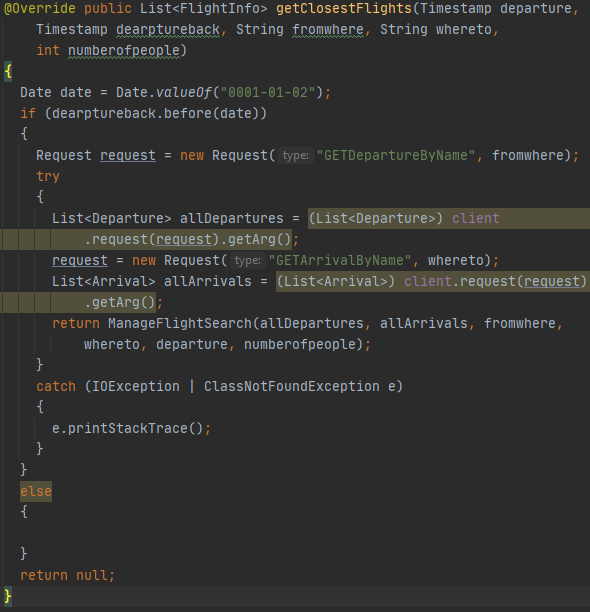 @Override public List<FlightInfo> getClosestFlights(Timestamp departure,
Timestamp dearptureback, String fromwhere, String whereto,
int numberofpeople)
{
Date date = Date.valueOf("0001-01-02");
if (dearptureback.before(date))
{
Request request = new Request( type: "GETDepartureByName", fromwhere);
try
{
List<Departure> allDepartures = (List<Departure>) client
.request(request).getArg();
request = new Request( type: "GETArrivalByName", whereto);
List<Arrival> allArrivals = (List<Arrival>) client.request(request)
.getArg();
return ManageFlightSearch(allDepartures, allArrivals, fromwhere,
whereto, departure, numberofpeople);
}
catch (IOException | ClassNotFoundException e)
{
e.printStackTrace();
}
}
else
{
}
return null;
}